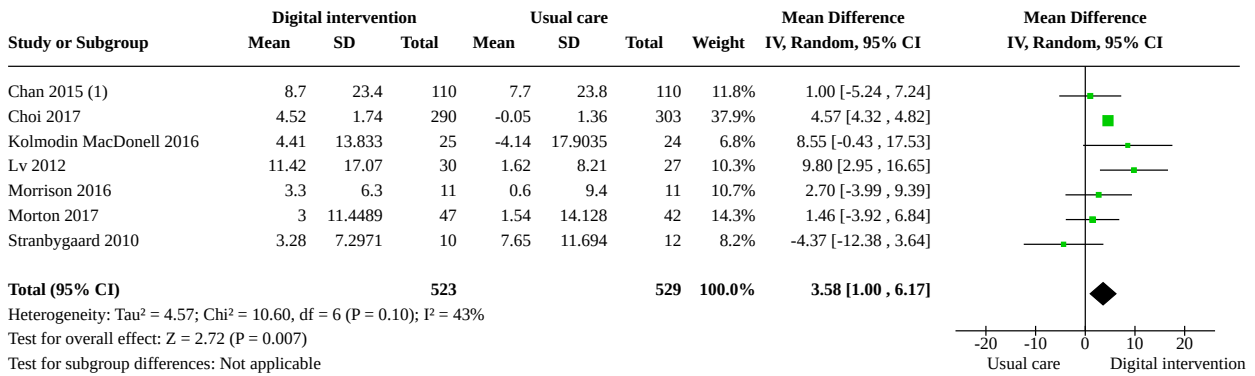 Digital intervention Usual care Mean Difference Mean Difference
Study or Subgroup Mean SD Total Mean SD Total Weight IV, Random, 95% CI IV, Random, 95% CI
Chan 2015 (1) 8.7 23.4 110 7.7 23.8 110 11.8% 1.00 [-5.24 , 7.24]
Choi 2017 4.52 1.74 290 -0.05 1.36 303 37.9% 4.57 [4.32 , 4.82]
Kolmodin MacDonell 2016 4.41 13.833 25 -4.14 17.9035 24 6.8% 8.55 [-0.43 , 17.53]
Lv 2012 11.42 17.07 30 1.62 8.21 27 10.3% 9.80 [2.95 , 16.65]
Morrison 2016 3.3 6.3 11 0.6 9.4 11 10.7% 2.70 [-3.99 , 9.39]
Morton 2017 3 11.4489 47 1.54 14.128 42 14.3% 1.46 [-3.92 , 6.84]
Stranbygaard 2010 3.28 7.2971 10 7.65 11.694 12 8.2% -4.37 [-12.38 , 3.64]
Total (95% CI) 523 529 100.0% 3.58 [1.00 , 6.17]
Heterogeneity: Tau² = 4.57; Chi² = 10.60, df = 6 (P = 0.10); I² = 43%
Test for overall effect: Z = 2.72 (P = 0.007)
-20 -10 0 10 20
Test for subgroup differences: Not applicable
Usual care Digital intervention